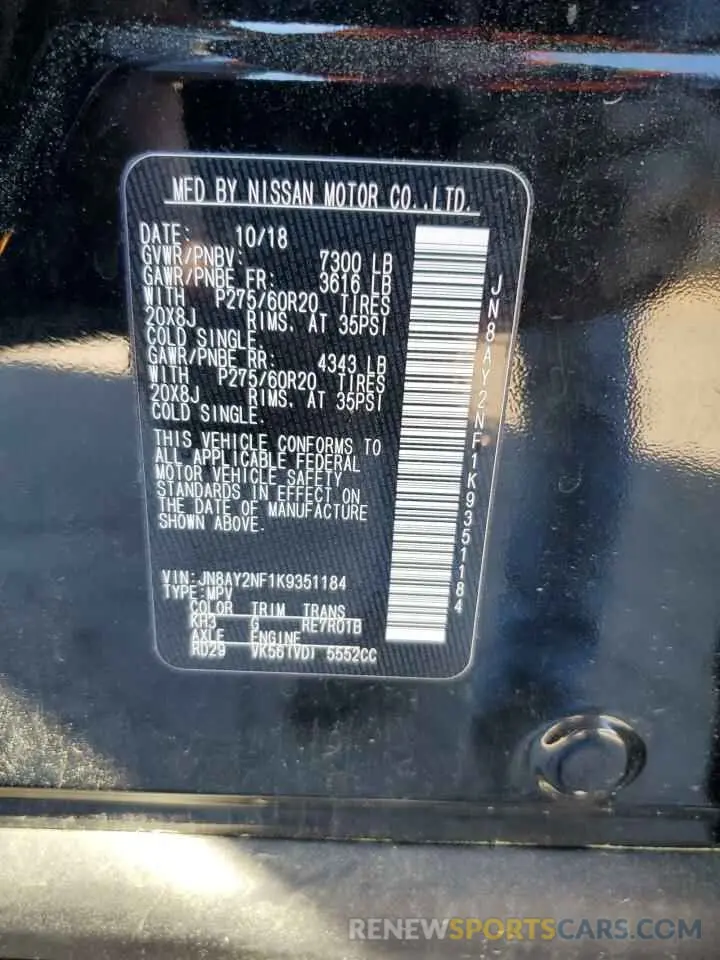 MFD BY NISSAN MOTOR CO.,LTD.
DATE: 10/18
GVWR/PNBV: 7300 LB
GAWR/PNBE FR: 3616 LB
WITH P275/60R20 TIRES
20X8J RIMS. AT 35PSI
COLD SINGLE.
GAWR/PNBE RR: 4343 LB
WITH P275/60R20 TIRES
20X8J RIMS. AT 35PSI
COLD SINGLE.
THIS VEHICLE CONFORMS TO
ALL APPLICABLE FEDERAL
MOTOR VEHICLE SAFETY
STANDARDS IN EFFECT ON
THE DATE OF MANUFACTURE
SHOWN ABOVE.
VIN:JN8AY2NF1K9351184
TYPE:MPV
COLOR TRIM TRANS
KH3 G RE7R01B
AXLE ENGINE
RD29 VK56(VD) 5552CC
JN8AY2NF1K9351184
RENEWSPORTSCARS.COM